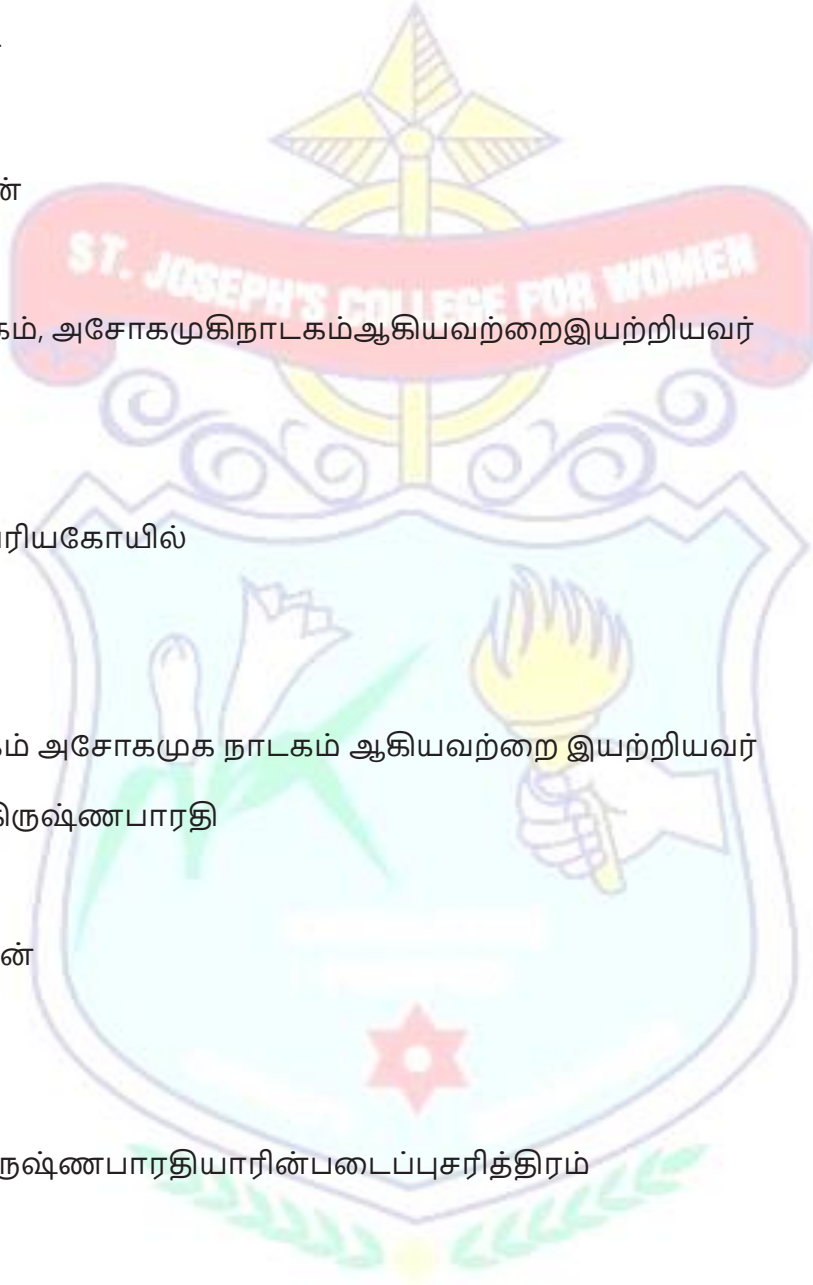 ன்
ST. JOSEPH'S COLLEGE FOR WOMEN
கம், அசோகமுகிநாடகம்ஆகியவற்றைஇயற்றியவர்
ரியகோயில்
கம் அசோகமுக நாடகம் ஆகியவற்றை இயற்றியவர்
கிருஷ்ணபாரதி
ன்
ருஷ்ணபாரதியாரின்படைப்புசரித்திரம்